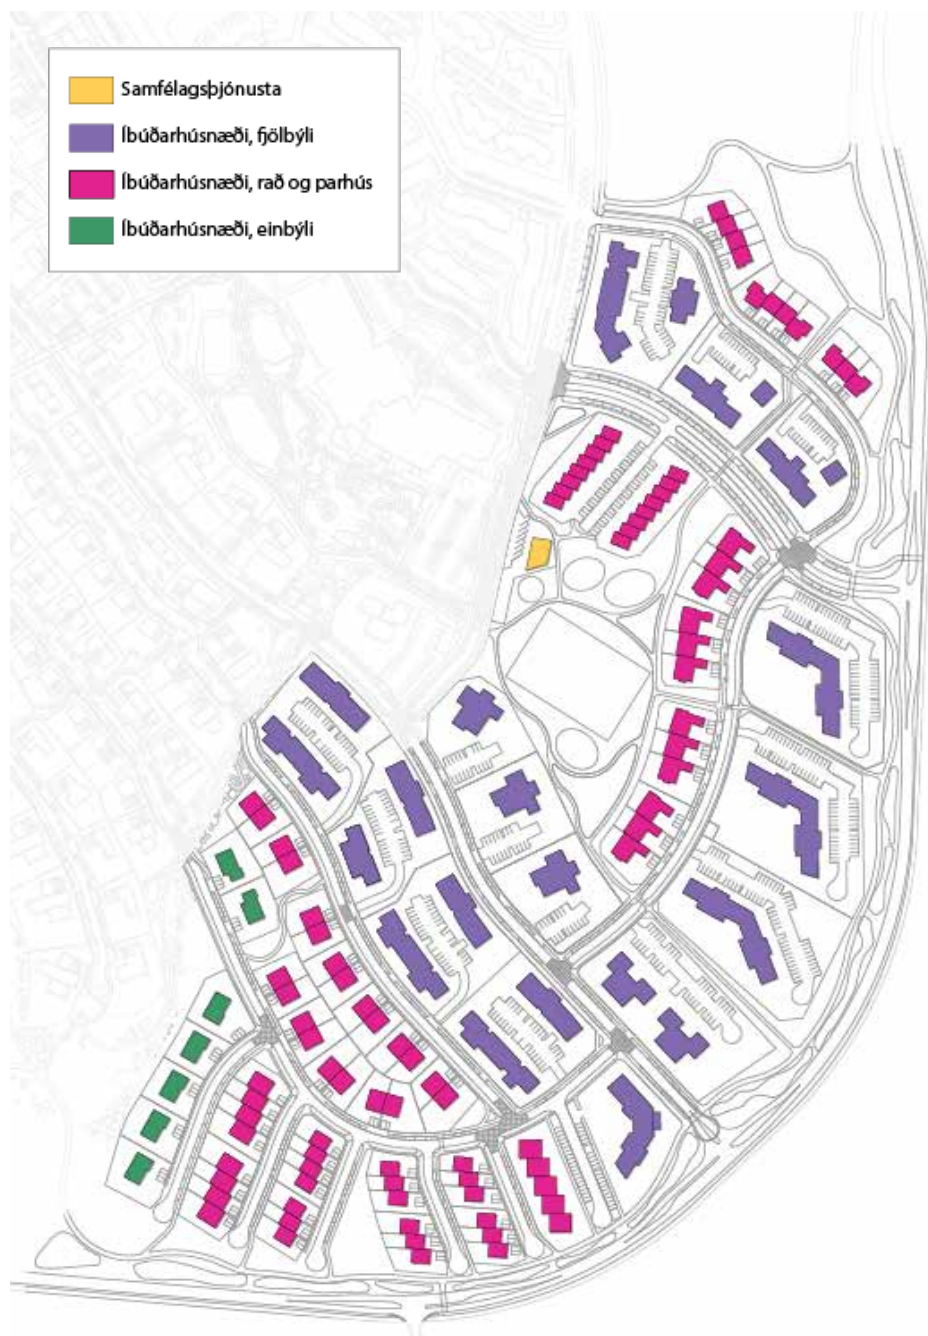 Samfélagsþjónusta
Íbúðarhúsnæði, fjölbýli
Íbúðarhúsnæði, rað og parhús
Íbúðarhúsnæði, einbýli